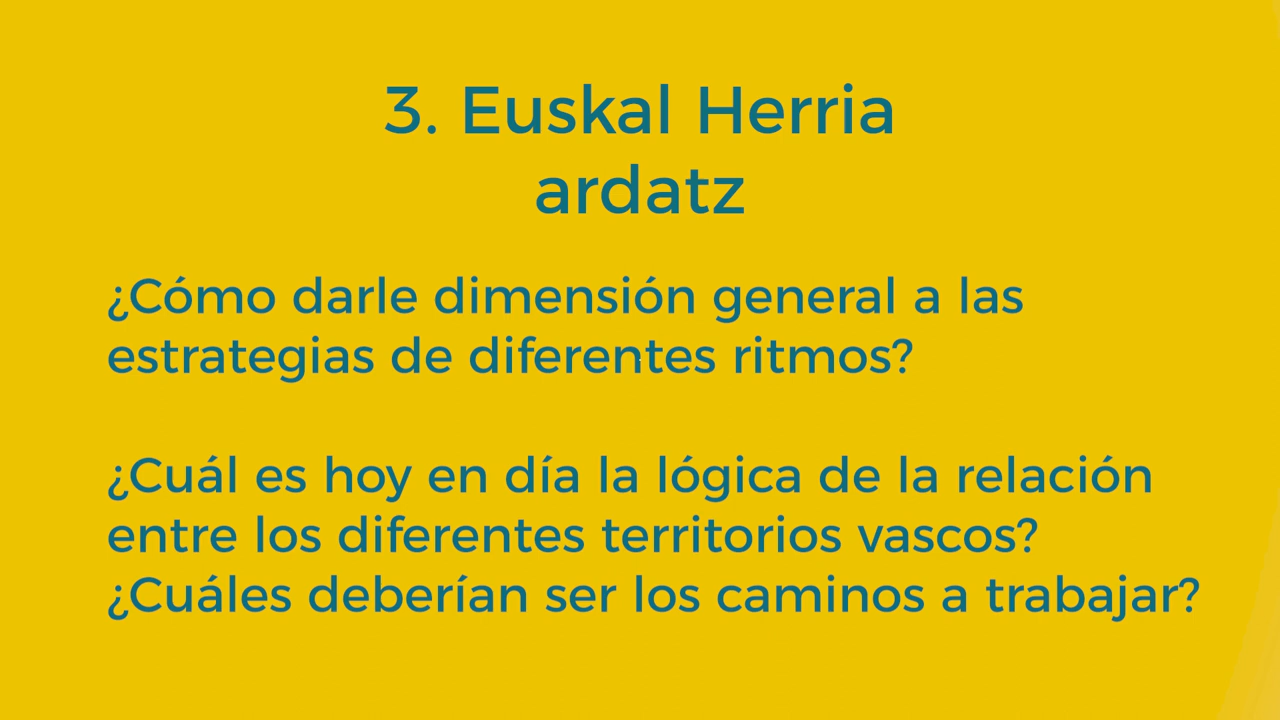 3. Euskal Herria
ardatz
¿Cómo darle dimensión general a las
estrategias de diferentes ritmos?
¿Cuál es hoy en día la lógica de la relación
entre los diferentes territorios vascos?
¿Cuáles deberían ser los caminos a trabajar?